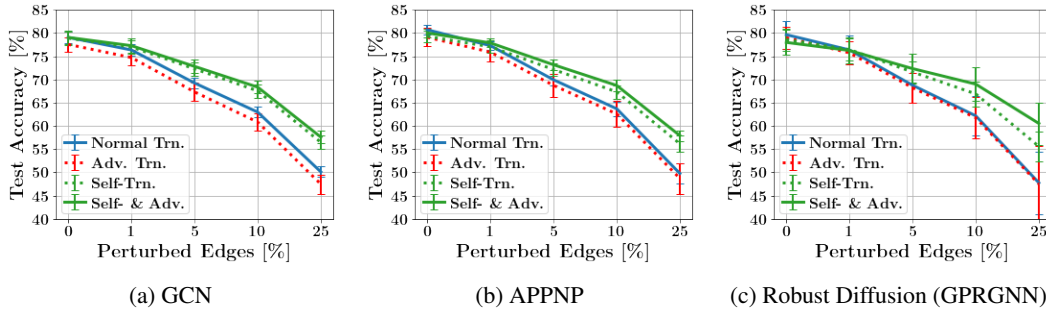 85
80
75
70
65
60
55
50
45
40
Test Accuracy [%]
Normal Trn.
Adv. Trn.
Self-Trn.
Self- & Adv.
0 1 5 10 25
Perturbed Edges [%]
(a) GCN
85
80
75
70
65
60
55
50
45
40
Test Accuracy [%]
Normal Trn.
Adv. Trn.
Self-Trn.
Self- & Adv.
0 1 5 10 25
Perturbed Edges [%]
(b) APPNP
85
80
75
70
65
60
55
50
45
40
Test Accuracy [%]
Normal Trn.
Adv. Trn.
Self-Trn.
Self- & Adv.
0 1 5 10 25
Perturbed Edges [%]
(c) Robust Diffusion (GPRGNN)